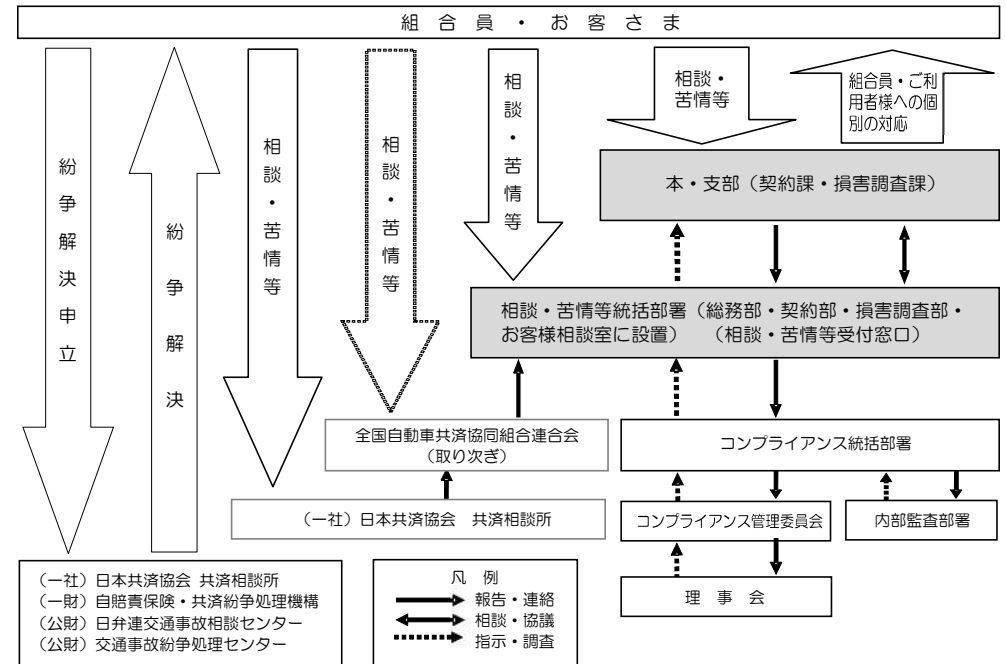 組合員・お客さま
紛争解決申立
紛争解決
相談・苦情等
相談・苦情等
相談・苦情等
相談・
苦情等
組合員・ご利
用者様への個
別の対応
本・支部（契約課・損害調査課）
相談・苦情等統括部署（総務部・契約部・損害調査部・
お客様相談室に設置）　（相談・苦情等受付窓口）
全国自動車共済協同組合連合会
（取り次ぎ）
コンプライアンス統括部署
（一社）日本共済協会　共済相談所
コンプライアンス管理委員会
内部監査部署
理事会
（一社）日本共済協会 共済相談所
（一財）自賠責保険・共済紛争処理機構
（公財）日弁連交通事故相談センター
（公財）交通事故紛争処理センター
凡　例
報告・連絡
相談・協議
指示・調査